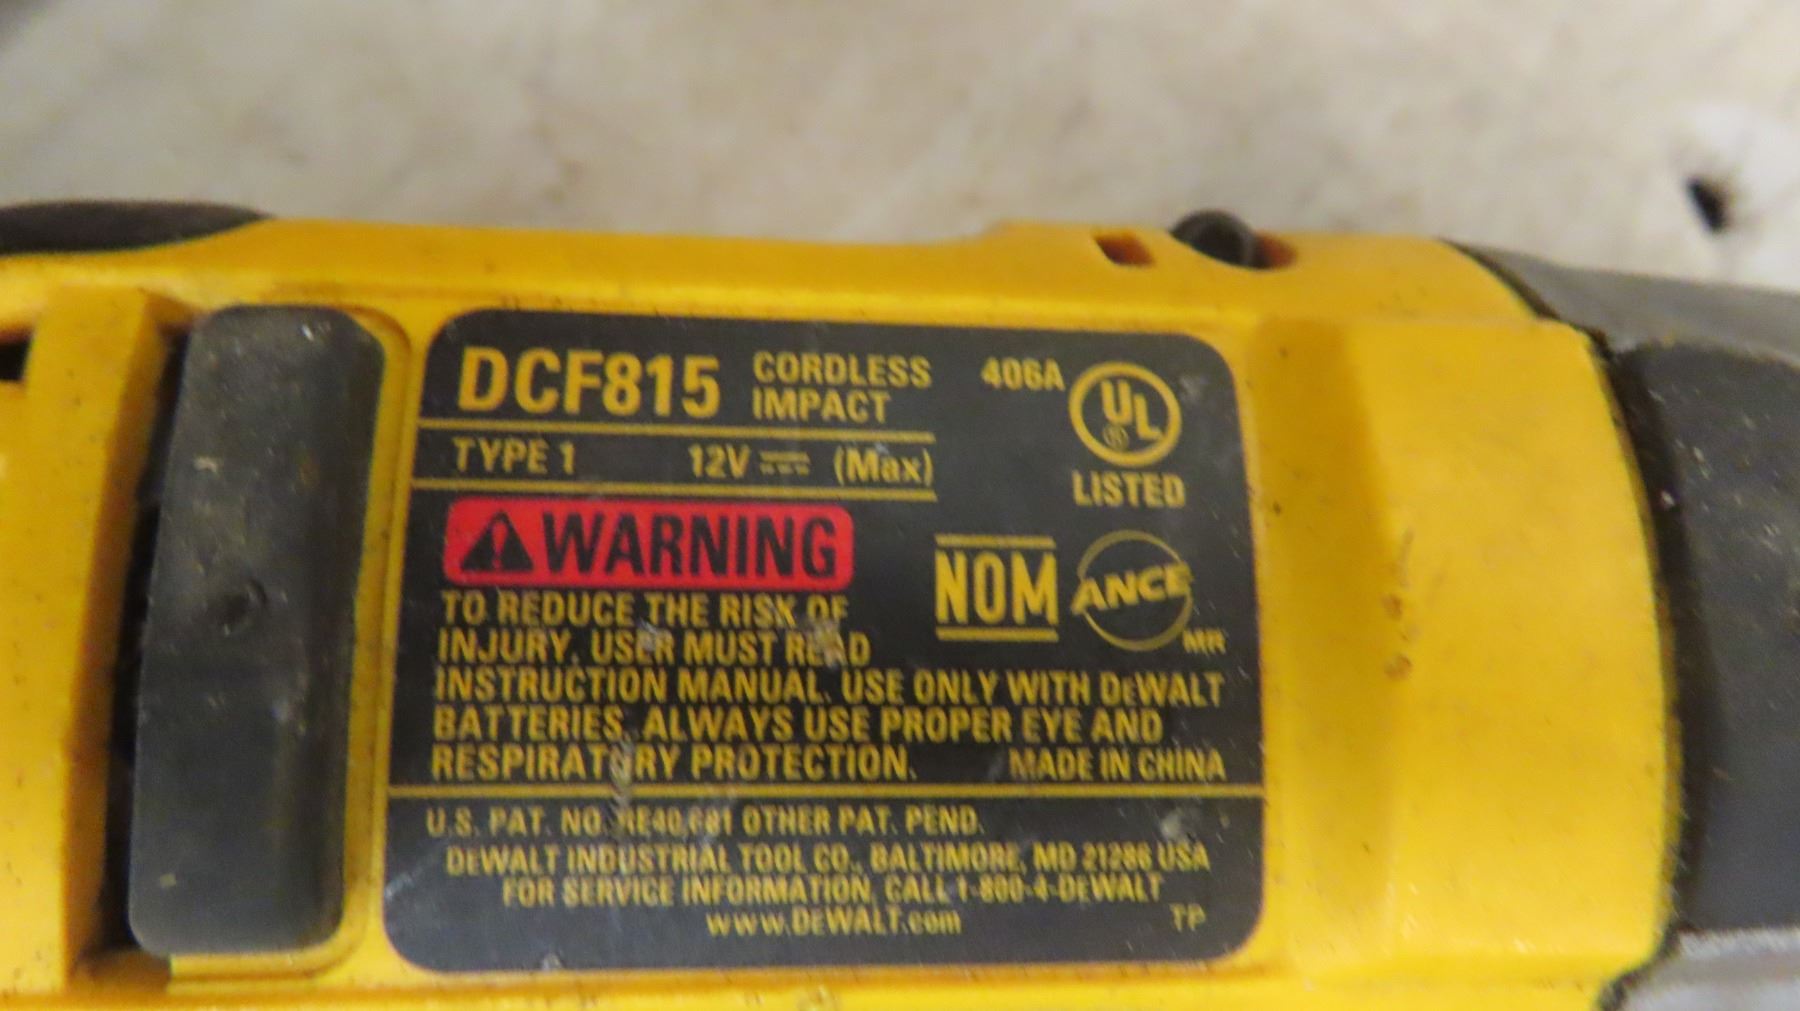 DCF815 CORDLESS IMPACT
406A UL ®
LISTED
TYPE 1 12V (Max)
WARNING
NOM ANCE MR
TO REDUCE THE RISK OF
INJURY, USER MUST READ
INSTRUCTION MANUAL. USE ONLY WITH DEWALT
BATTERIES. ALWAYS USE PROPER EYE AND
RESPIRATORY PROTECTION. MADE IN CHINA
U.S. PAT. NO. OTHER PAT. PEND.
DEWALT INDUSTRIAL TOOL CO., BALTIMORE, MD 21286 USA
FOR SERVICE INFORMATION, CALL 1-800-4-DEWALT
www.DEWALT.com TP